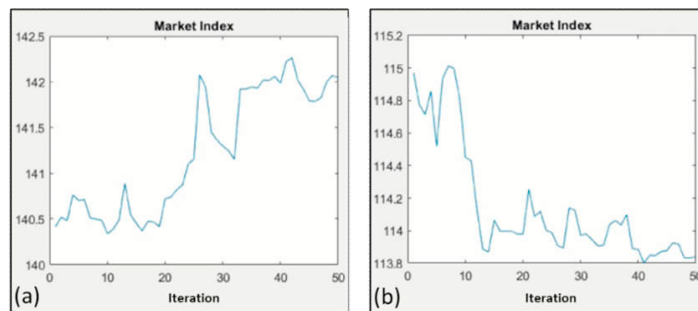 Market Index
142.5
142
141.5
141
140.5
140
0 10 20 30 40 50
(a) Iteration
Market Index
115.2
115
114.8
114.6
114.4
114.2
114
113.8
0 10 20 30 40 50
(b) Iteration